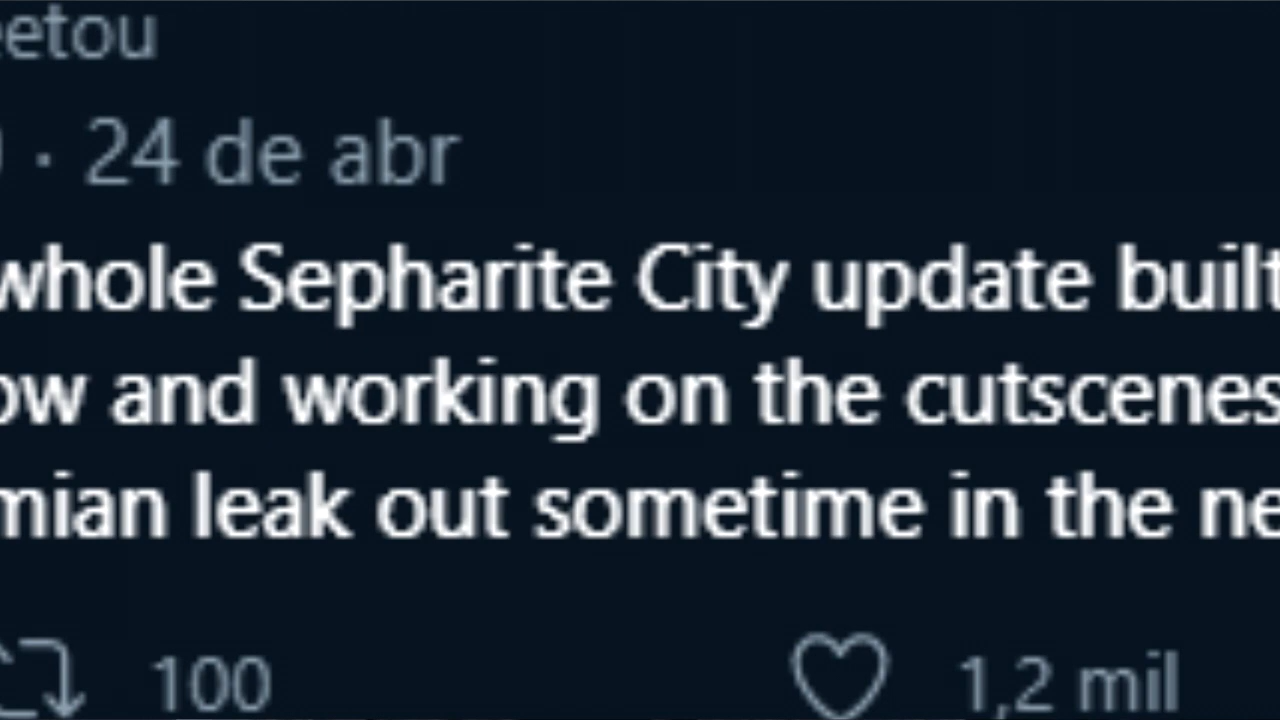 eetou
· 24 de abr
whole Sepharite City update built
ow and working on the cutscenes
mian leak out sometime in the ne
100 1,2 mil